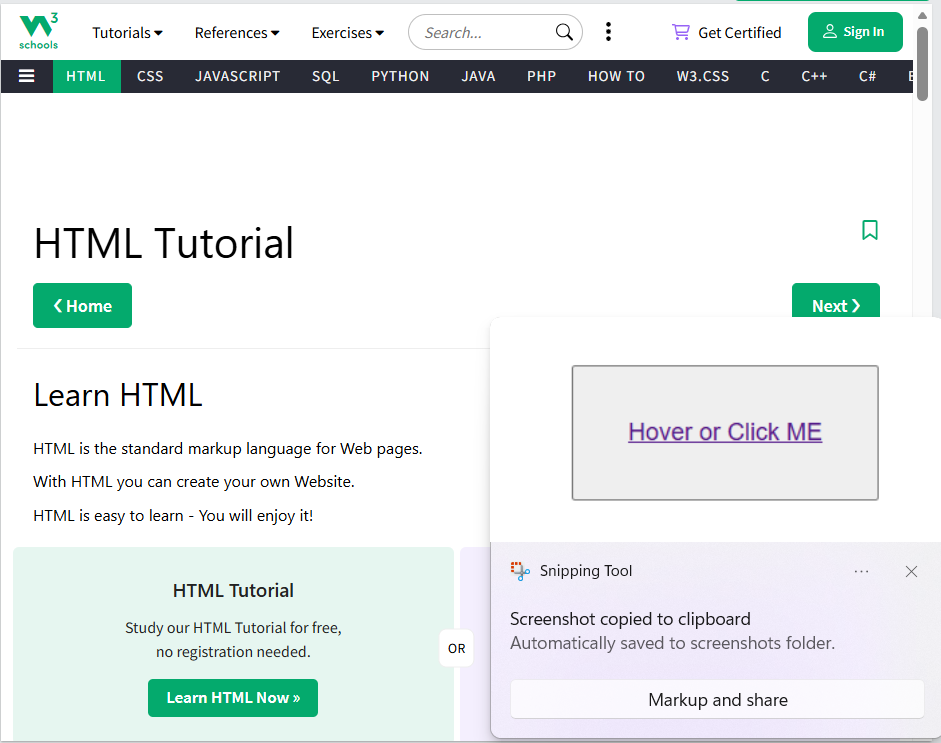 W3
schools
Tutorials
References
Exercises
Search...
Get Certified
Sign In
HTML
CSS
JAVASCRIPT
SQL
PYTHON
JAVA
PHP
HOW TO
W3.CSS
C
C++
C#
HTML Tutorial
❮ Home
Next ❯
Learn HTML
HTML is the standard markup language for Web pages.
With HTML you can create your own Website.
HTML is easy to learn - You will enjoy it!
HTML Tutorial
Study our HTML Tutorial for free,
no registration needed.
Learn HTML Now »
OR
Hover or Click ME
Snipping Tool
Screenshot copied to clipboard
Automatically saved to screenshots folder.
Markup and share